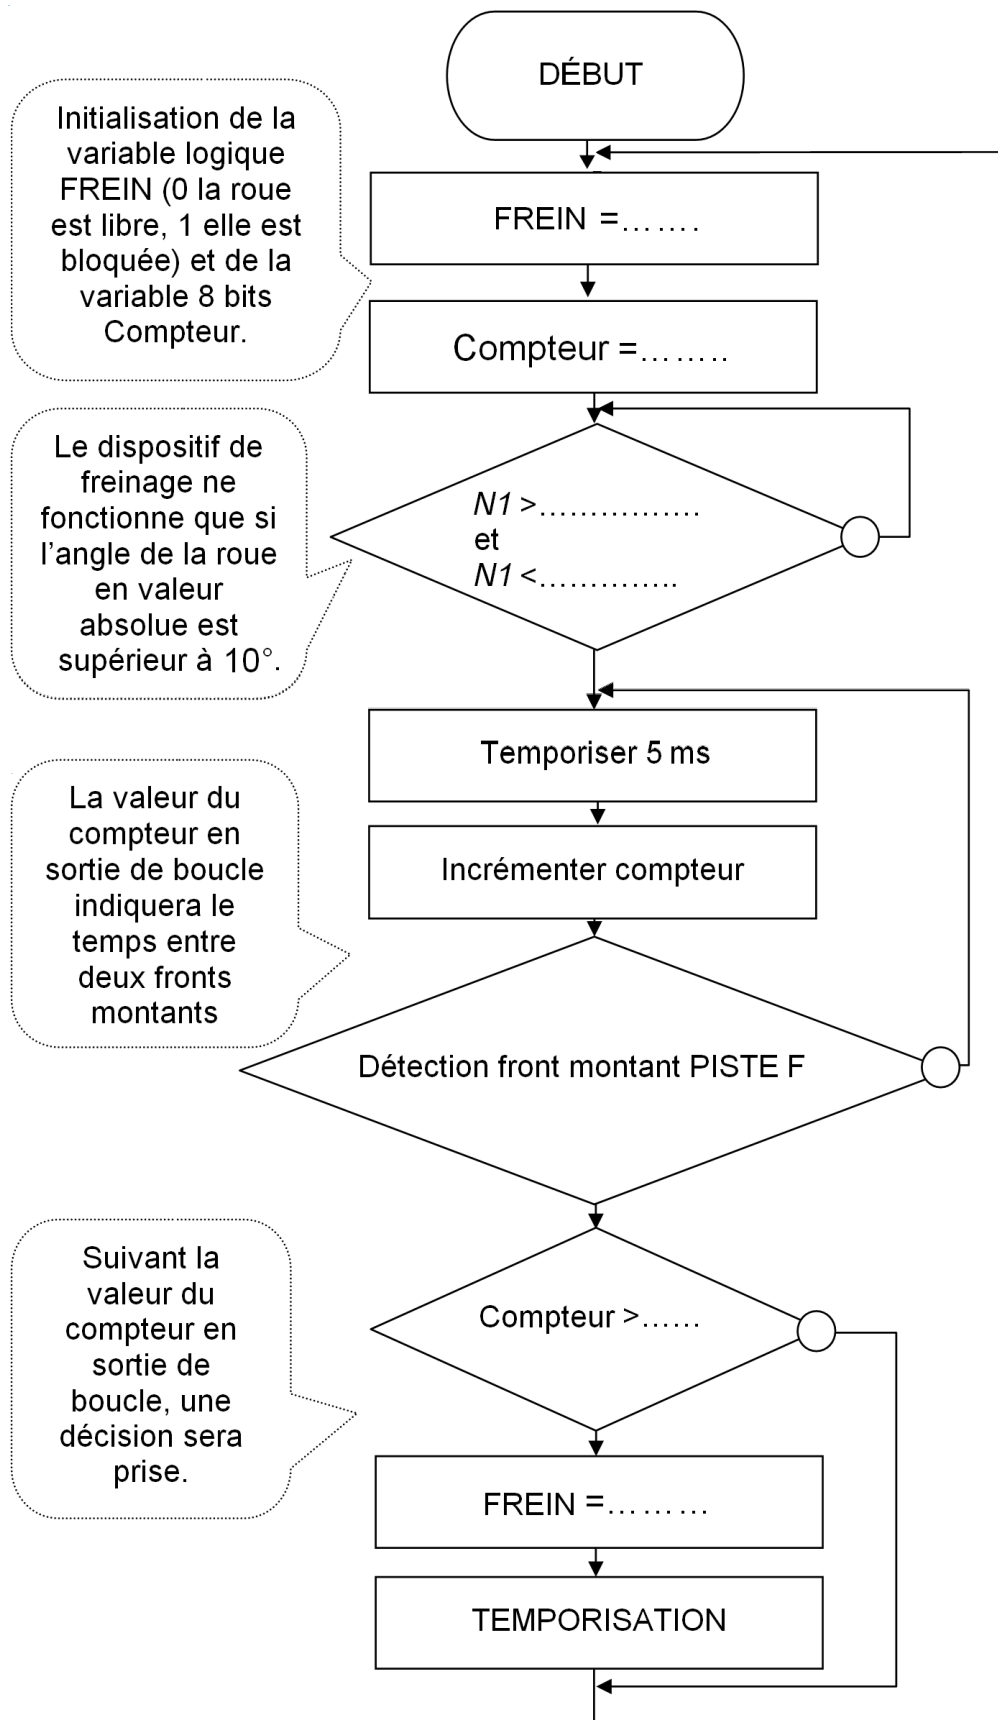 DÉBUT
Initialisation de la
variable logique
FREIN (0 la roue
est libre, 1 elle est
bloquée) et de la
variable 8 bits
Compteur.
FREIN =.......
Compteur =........
Le dispositif de
freinage ne
fonctionne que si
l'angle de la roue
en valeur
absolue est
supérieur à 10°.
N1 >................
et
N1 <..............
Temporiser 5 ms
La valeur du
compteur en
sortie de boucle
indiquera le
temps entre
deux fronts
montants
Incrémenter compteur
Détection front montant PISTE F
Suivant la
valeur du
compteur en
sortie de
boucle, une
décision sera
prise.
Compteur >......
FREIN =.........
TEMPORISATION